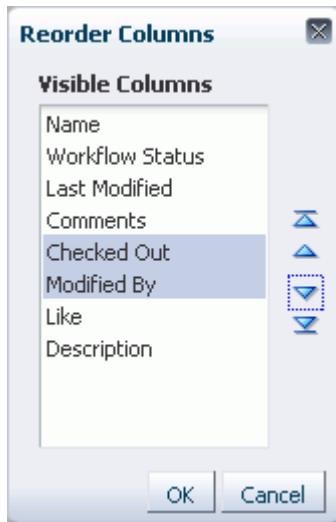 Reorder Columns
Visible Columns
Name
Workflow Status
Last Modified
Comments
Checked Out
Modified By
Like
Description
OK Cancel